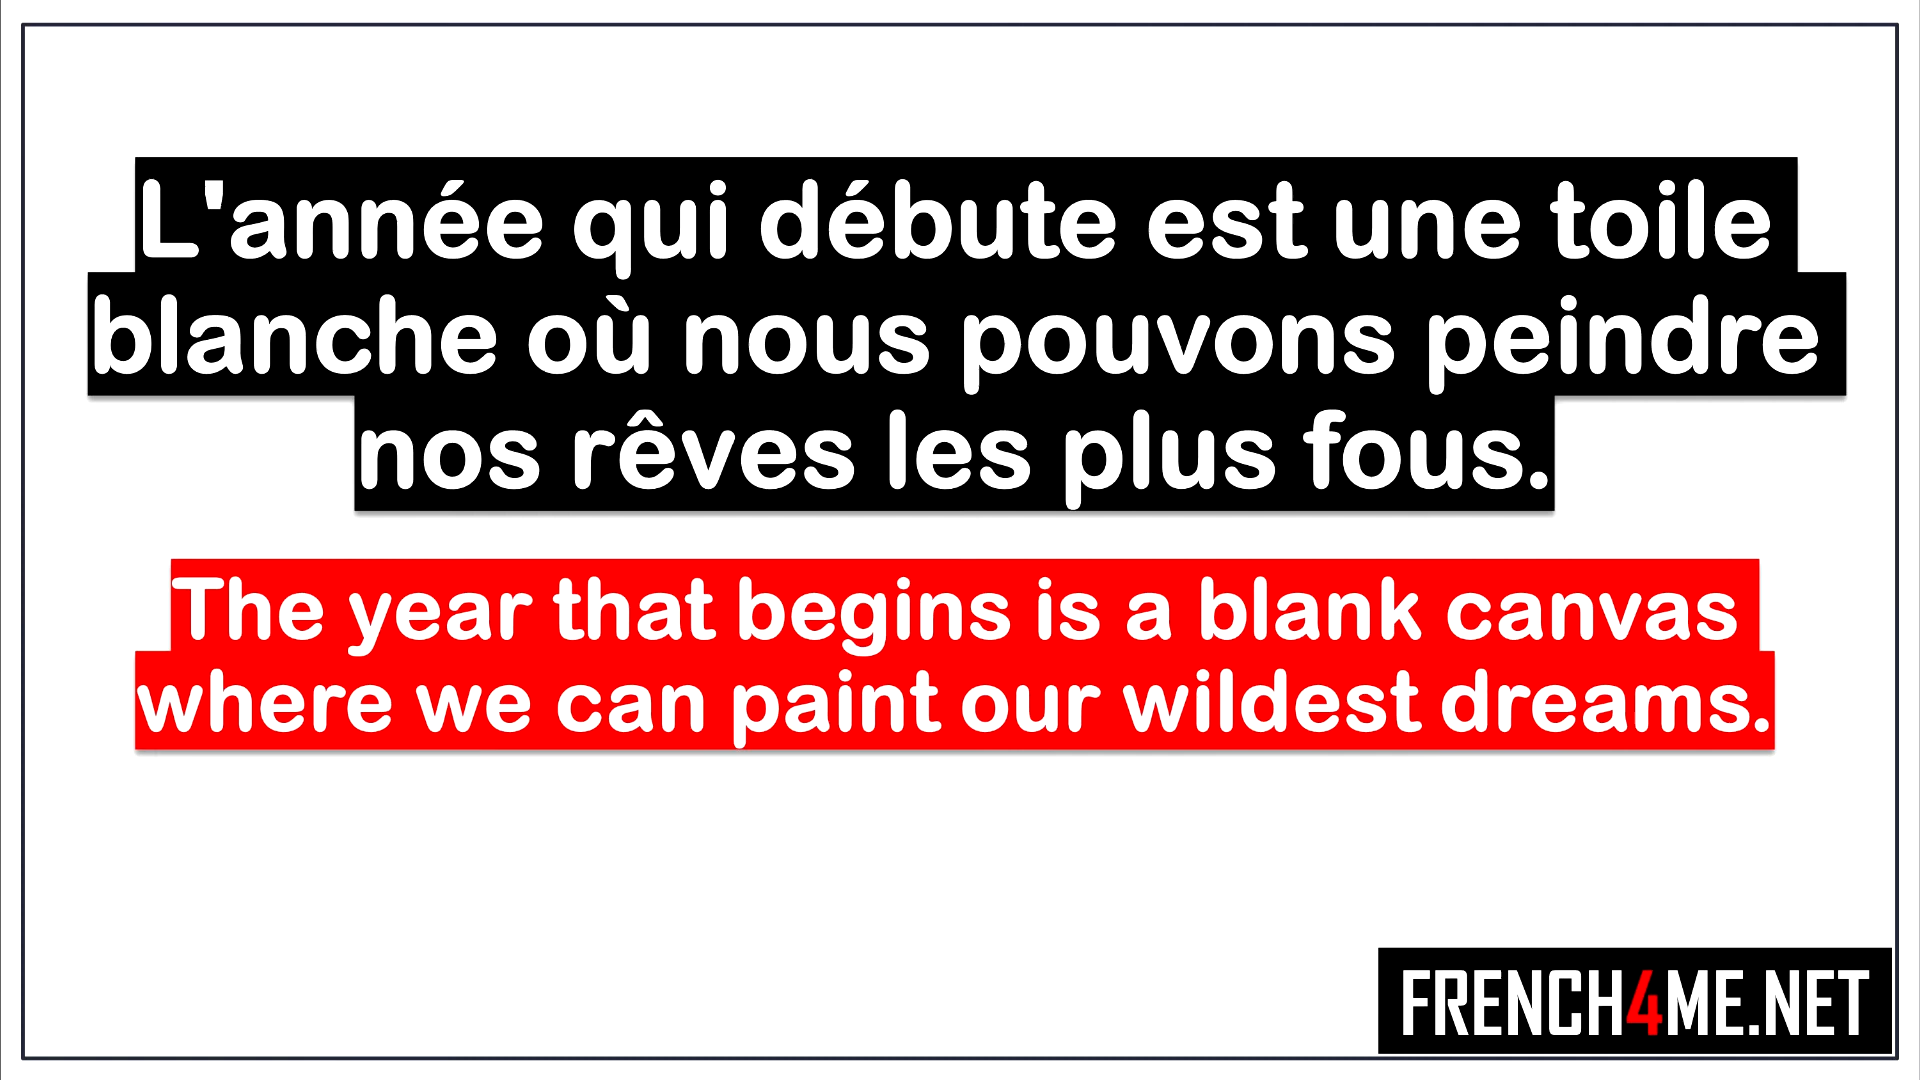 L'année qui débute est une toile
blanche où nous pouvons peindre
nos rêves les plus fous.
The year that begins is a blank canvas
where we can paint our wildest dreams.
FRENCH4ME.NET